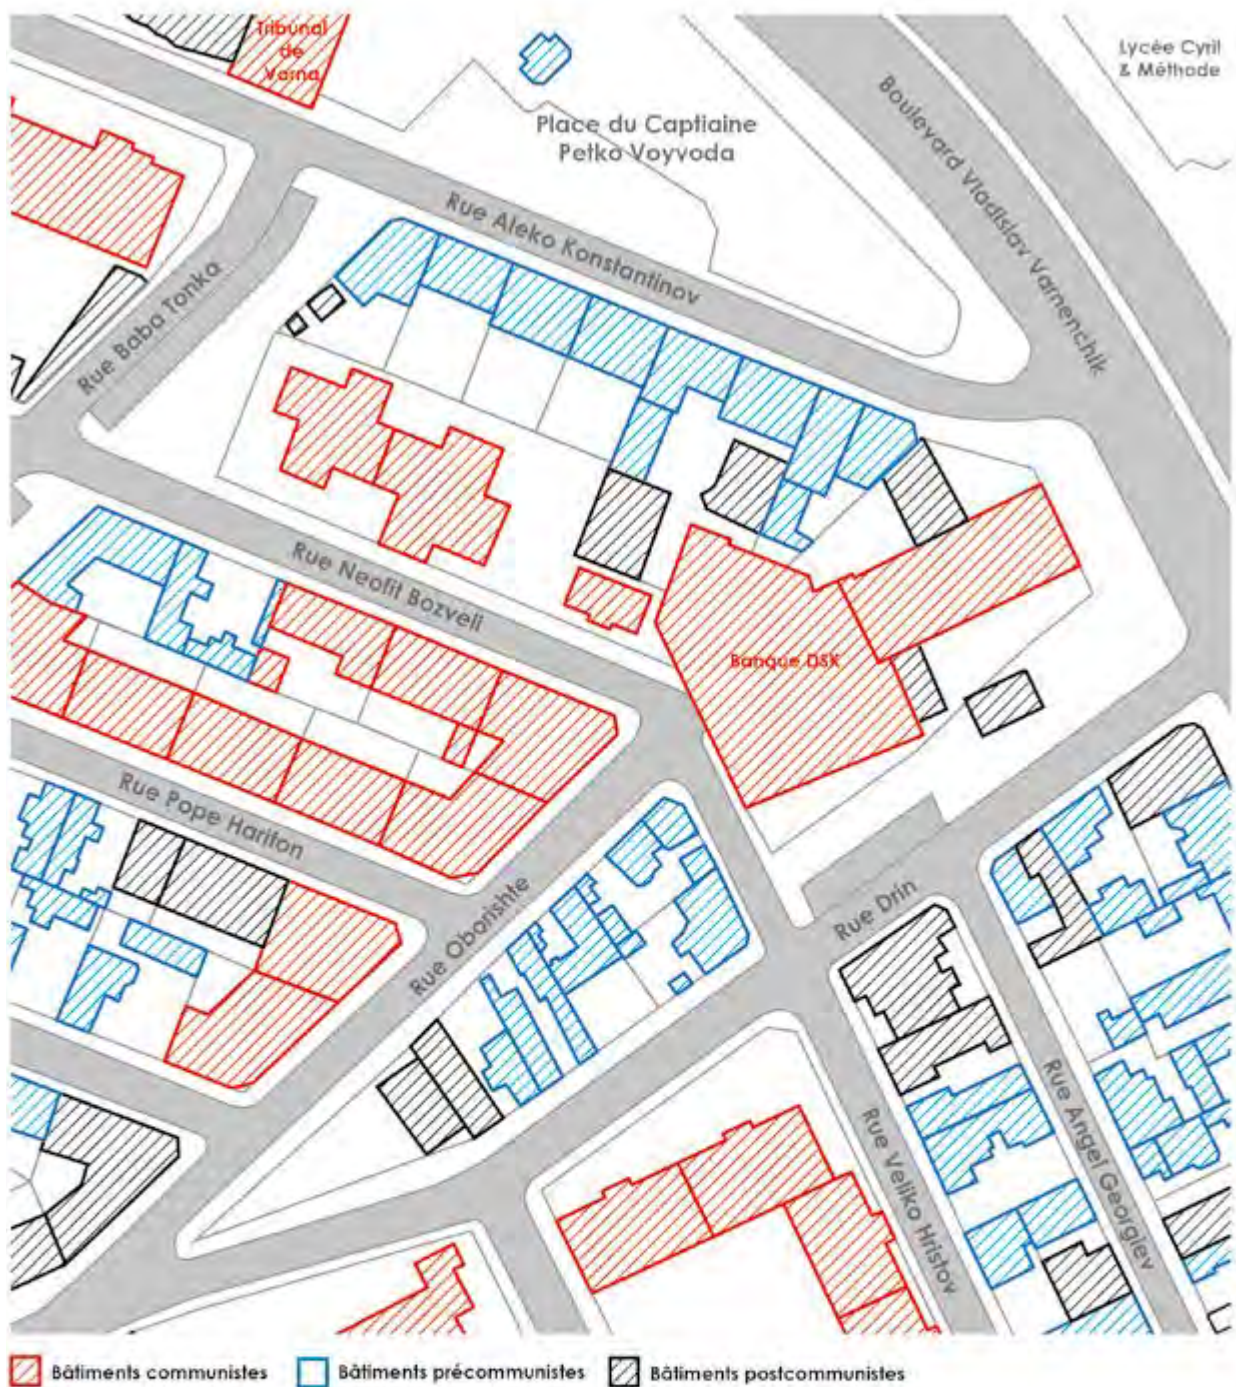 Tribunal
de
Varna
Lycée Cyril
& Méthode
Place du Captiaine
Petko Voyvoda
Boulevard Vladislav Varnenchik
Rue Aleko Konstantinov
Rue Baba Tonka
Rue Neofit Bozveli
Banque DSK
Rue Pope Hariton
Rue Oborishte
Rue Drin
Rue Veliko Hristov
Rue Angel Georgiev
Bâtiments communistes
Bâtiments précommunistes
Bâtiments postcommunistes